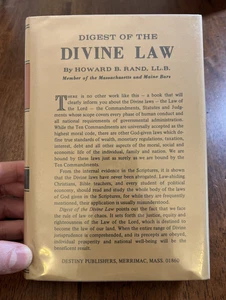 DIGEST OF THE
DIVINE LAW
By HOWARD B. RAND, LL.B.
Member of the Massachusetts and Maine Bars
THERE is no other work like this — a book that will
clearly inform you about the Divine laws – the Law of
the Lord — the Commandments, Statutes and Judg-
ments whose scope covers every phase of human conduct and
all national requirements of governmental administration.
While the Ten Commandments are universally accepted as the
highest moral code, there are other God-given laws which de-
fine true standards of wealth, monetary regulations, taxation,
interest, debt and all other aspects of the moral, social and
economic life of the individual, family and nation. We are
bound by these laws just as surely as we are bound by the
Ten Commandments.
From the internal evidence in the Scriptures, it is shown
that the Divine laws have never been abrogated. Law-abiding
Christians, Bible teachers, and every student of political
economy, should read and study the whole body of the laws
of God given in the Scriptures, for while they are frequently
mentioned, their application is usually misunderstood.
Digest of the Divine Law points out the fact that we face
the rule of law or chaos. It sets forth our justice, equity and
righteousness of the Law of the Lord, which is destined to
become the law of our land. When the entire range of Divine
jurisprudence is comprehended, and its precepts are obeyed,
individual prosperity and national well-being will be the
beneficent result.
DESTINY PUBLISHERS, MERRIMAC, MASS. 01860